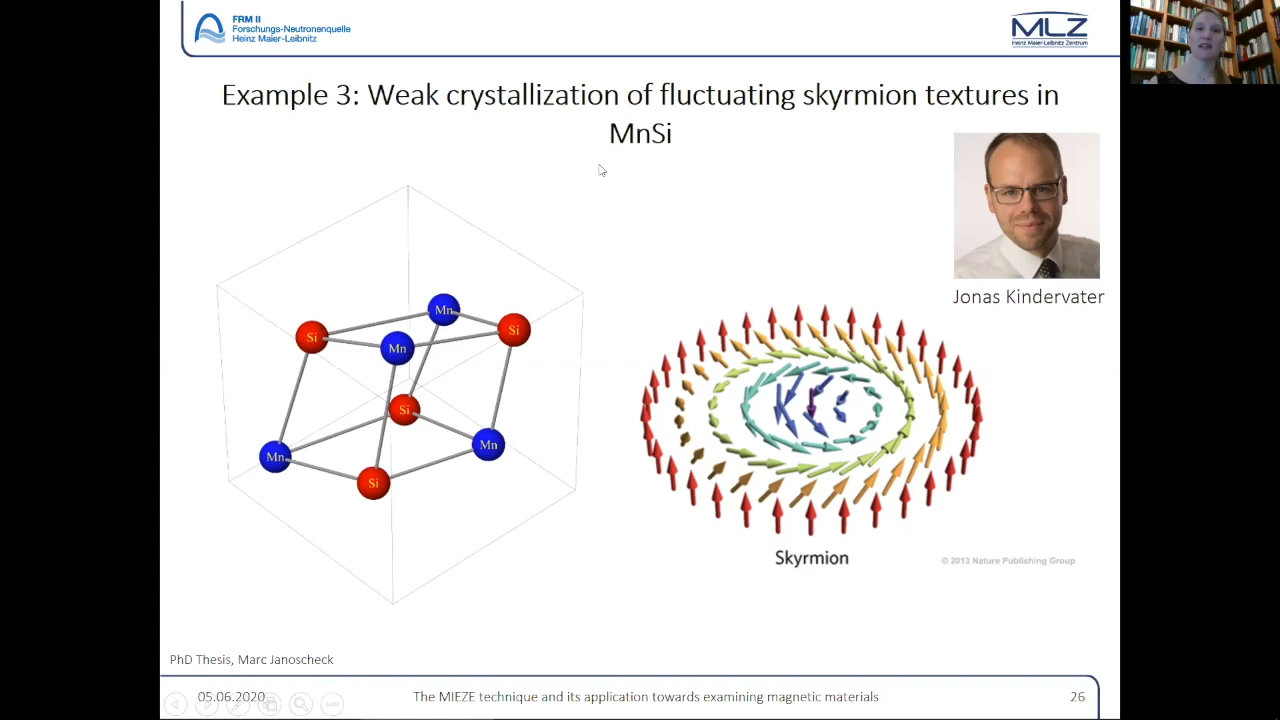 FRM II
Forschungs-Neutronenquelle
Heinz Maier-Leibnitz
MLZ
Heinz Maier-Leibnitz Zentrum
Example 3: Weak crystallization of fluctuating skyrmion textures in
MnSi
Jonas Kindervater
Mn
Si
Si
Mn
Si
Mn
Mn
Si
Skyrmion
© 2013 Nature Publishing Group
PhD Thesis, Marc Janoscheck
05.06.2020
The MIEZE technique and its application towards examining magnetic materials
26